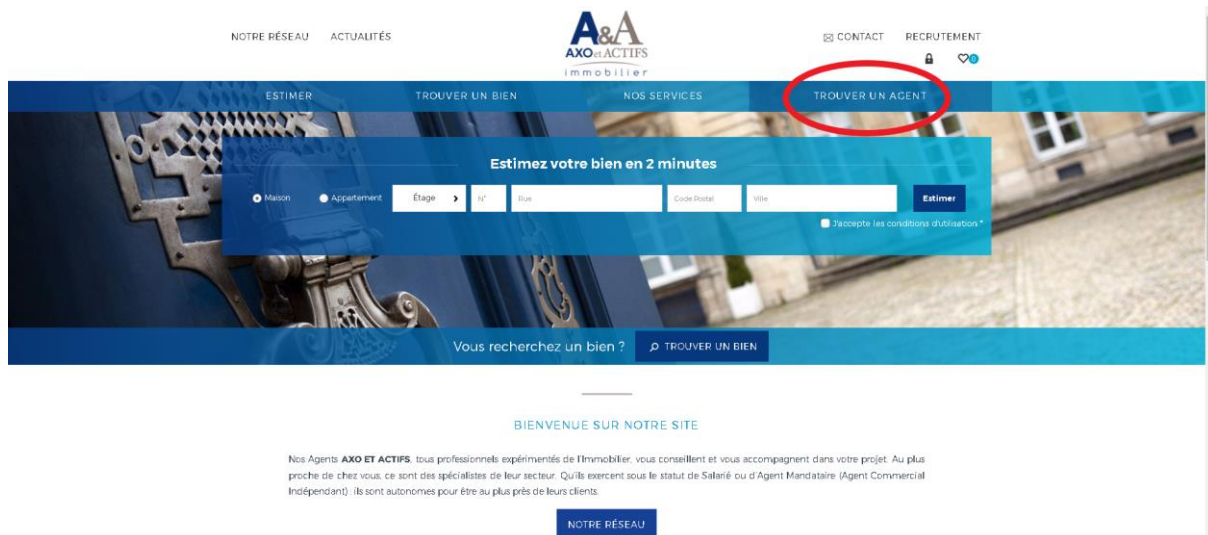 NOTRE RÉSEAU ACTUALITÉS
A&A
AXO et ACTIFS
immobilier
CONTACT RECRUTEMENT
0
ESTIMER TROUVER UN BIEN NOS SERVICES TROUVER UN AGENT
Estimez votre bien en 2 minutes
Maison Appartement Étage N° Rue Code Postal Ville Estimer
J'accepte les conditions d'utilisation *
Vous recherchez un bien ? TROUVER UN BIEN
BIENVENUE SUR NOTRE SITE
Nos Agents AXO ET ACTIFS, tous professionnels expérimentés de l'Immobilier, vous conseillent et vous accompagnent dans votre projet. Au plus
proche de chez vous, ce sont des spécialistes de leur secteur. Qu'ils exercent sous le statut de Salarié ou d'Agent Mandataire (Agent Commercial
Indépendant) : ils sont autonomes pour être au plus près de leurs clients.
NOTRE RÉSEAU